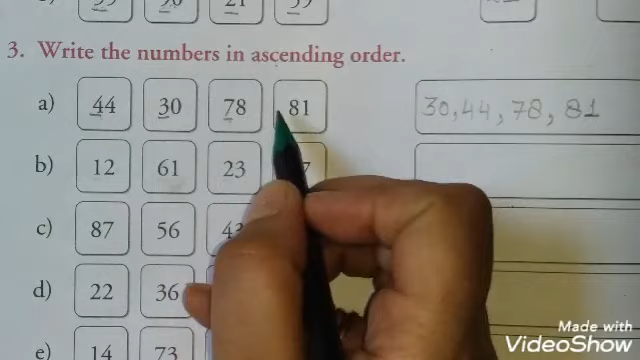 3. Write the numbers in ascending order.
a) 44 30 78 81 30, 44, 78, 81
b) 12 61 23
c) 87 56
d) 22 36
e) 14 73
Made with
VideoShow